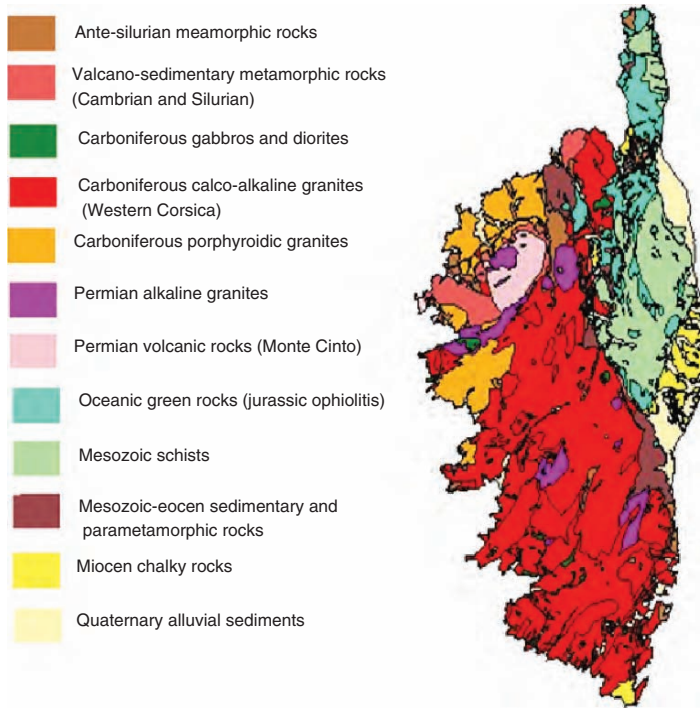 Ante-silurian meamorphic rocks
Valcano-sedimentary metamorphic rocks
(Cambrian and Silurian)
Carboniferous gabbros and diorites
Carboniferous calco-alkaline granites
(Western Corsica)
Carboniferous porphyroidic granites
Permian alkaline granites
Permian volcanic rocks (Monte Cinto)
Oceanic green rocks (jurassic ophiolitis)
Mesozoic schists
Mesozoic-eocen sedimentary and
parametamorphic rocks
Miocen chalky rocks
Quaternary alluvial sediments